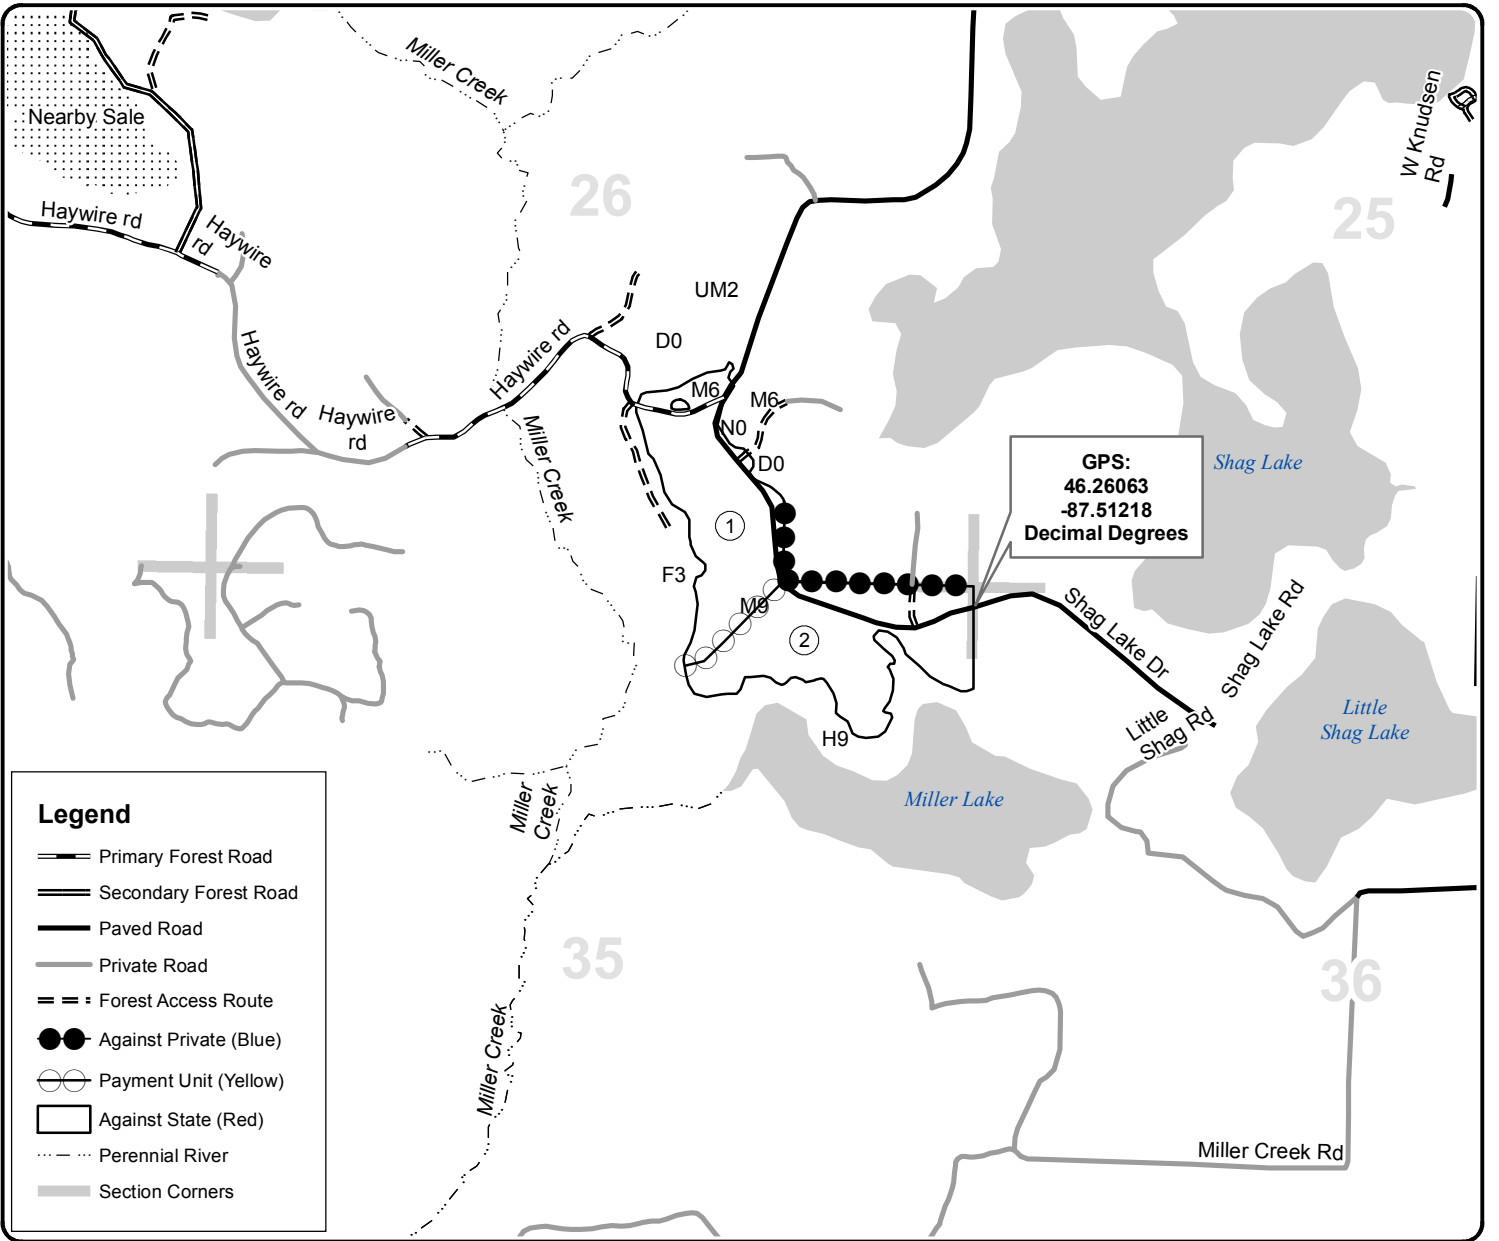 Miller Creek
Nearby Sale
W Knudsen
Rd
26
25
Haywire rd
Haywire
rd
UM2
D0
Haywire rd
M6
M6
Haywire rd
Haywire
rd
N0
D0
Miller Creek
GPS:
46.26063
-87.51218
Decimal Degrees
Shag Lake
1
F3
M9
2
Shag Lake Dr
Shag Lake Rd
Little
Shag Rd
Little
Shag Lake
H9
Miller Lake
Miller
Creek
35
36
Miller Creek
Miller Creek Rd
Legend
Primary Forest Road
Secondary Forest Road
Paved Road
Private Road
Forest Access Route
Against Private (Blue)
Payment Unit (Yellow)
Against State (Red)
Perennial River
Section Corners